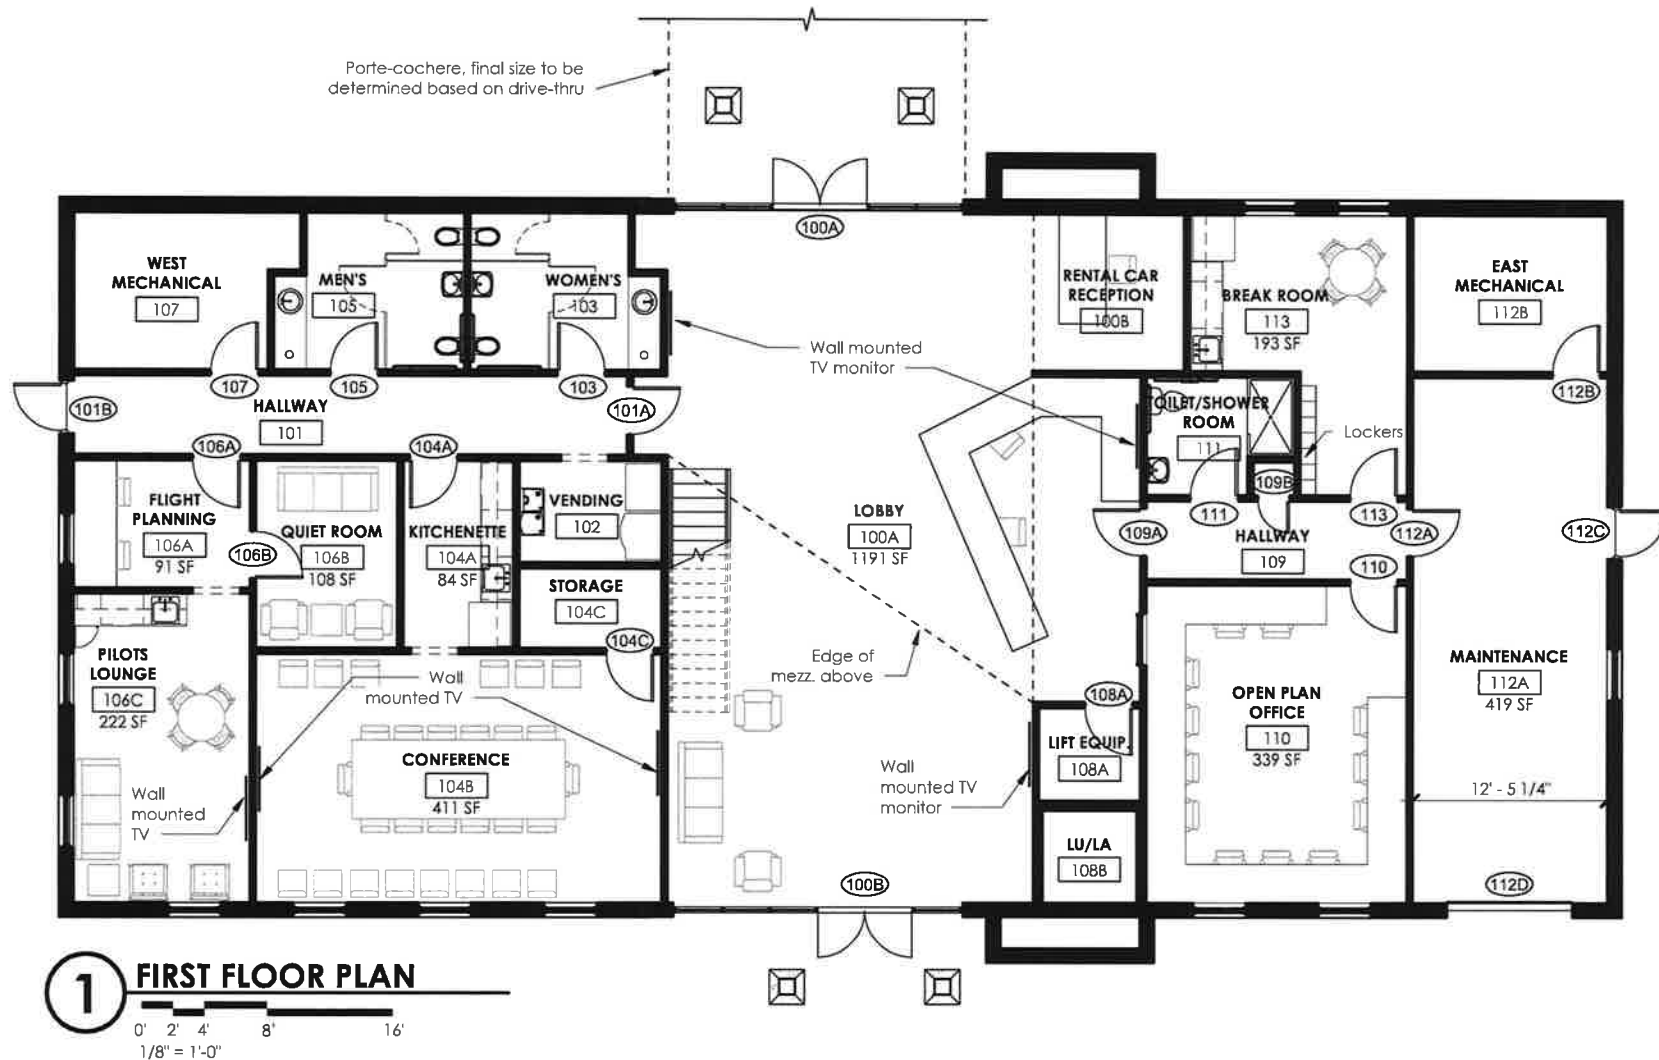 Porte-cochere, final size to be
determined based on drive-thru
100A
WEST
MECHANICAL
107
MEN'S
105
WOMEN'S
103
RENTAL CAR
RECEPTION
100B
BREAK ROOM
113
193 SF
EAST
MECHANICAL
112B
Wall mounted
TV monitor
107
105
103
101B
HALLWAY
101
101A
112B
TOILET/SHOWER
ROOM
111
Lockers
106A
104A
109B
FLIGHT
PLANNING
106A
91 SF
106B
QUIET ROOM
106B
108 SF
KITCHENETTE
104A
84 SF
VENDING
102
LOBBY
100A
1191 SF
109A
111
113
112A
112C
HALLWAY
109
110
STORAGE
104C
104C
PILOTS
LOUNGE
106C
222 SF
Wall
mounted TV
Edge of
mezz. above
108A
MAINTENANCE
112A
419 SF
OPEN PLAN
OFFICE
110
339 SF
CONFERENCE
104B
411 SF
LIFT EQUIP.
108A
Wall
mounted TV
monitor
Wall
mounted
TV
12' - 5 1/4"
LU/LA
108B
100B
112D
1
FIRST FLOOR PLAN
0' 2' 4' 8' 16'
1/8" = 1'-0"